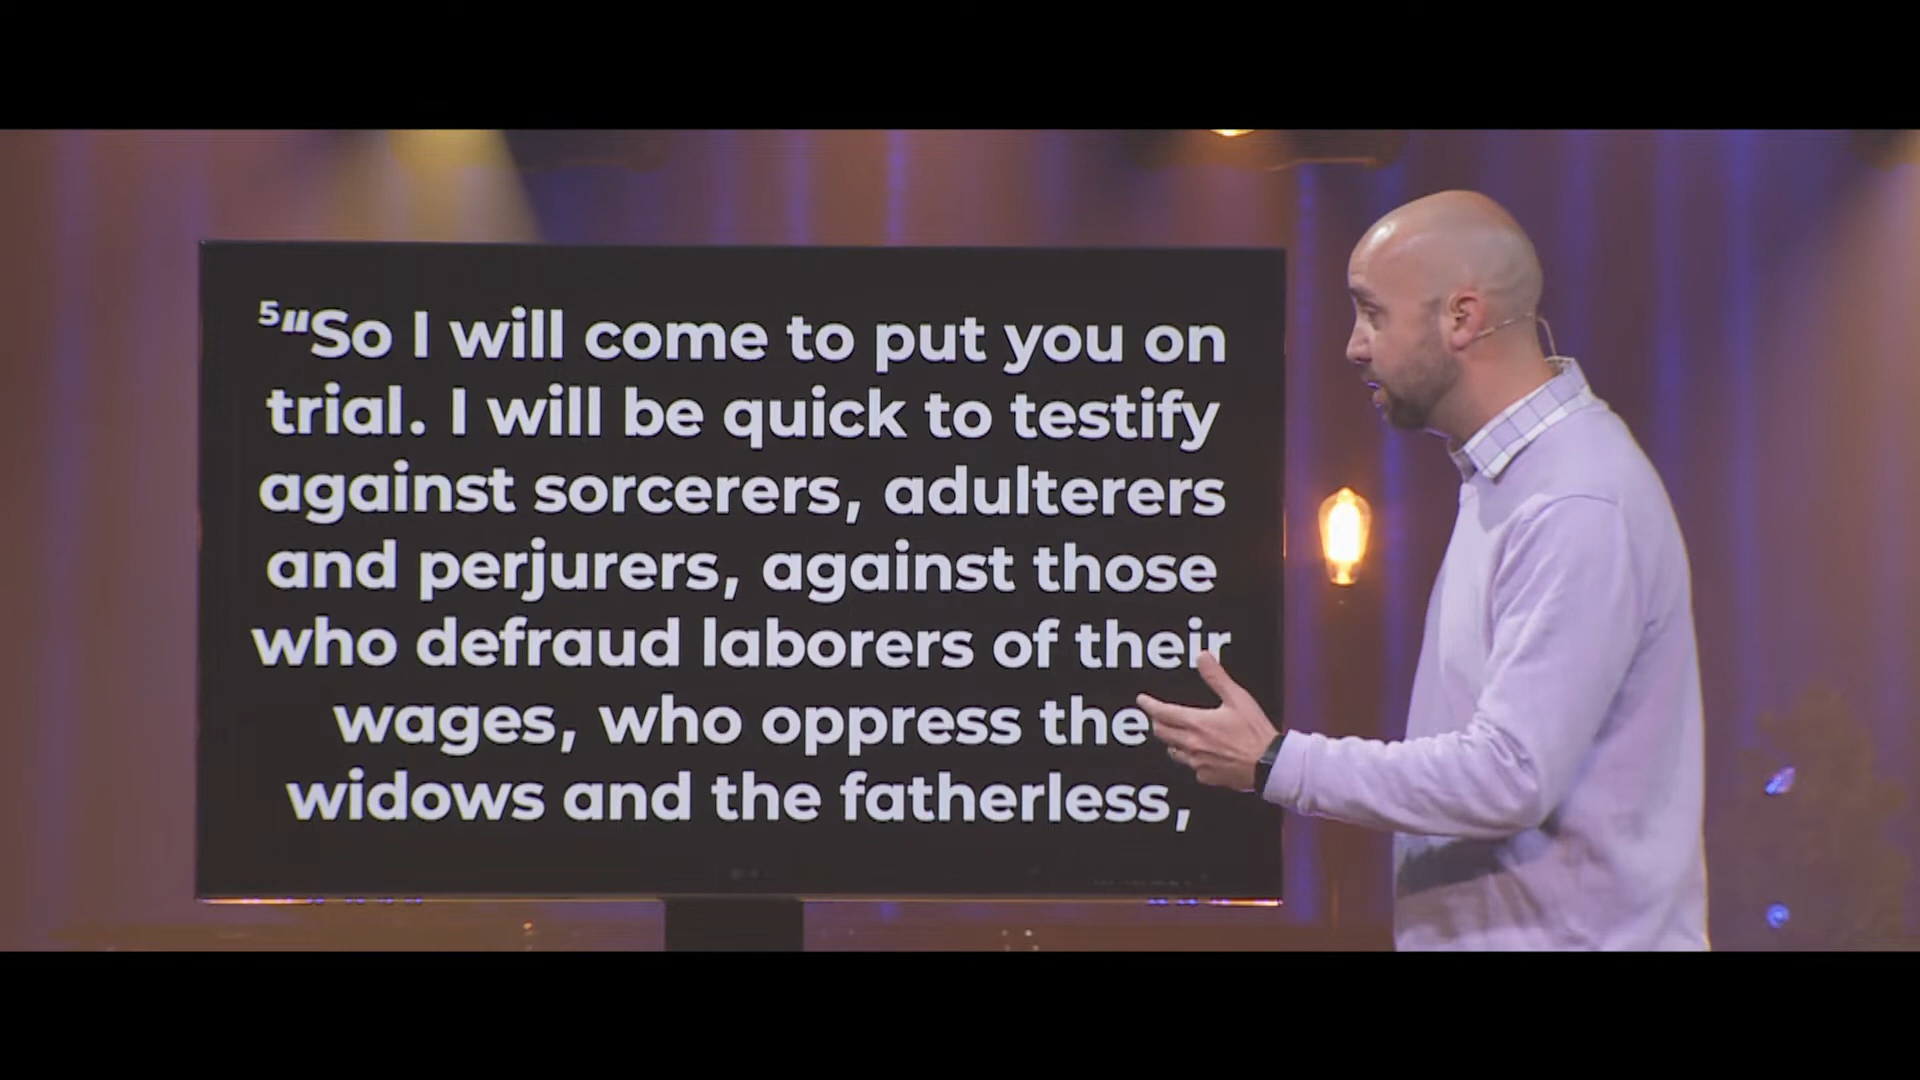 5"So I will come to put you on
trial. I will be quick to testify
against sorcerers, adulterers
and perjurers, against those
who defraud laborers of their
wages, who oppress the
widows and the fatherless,